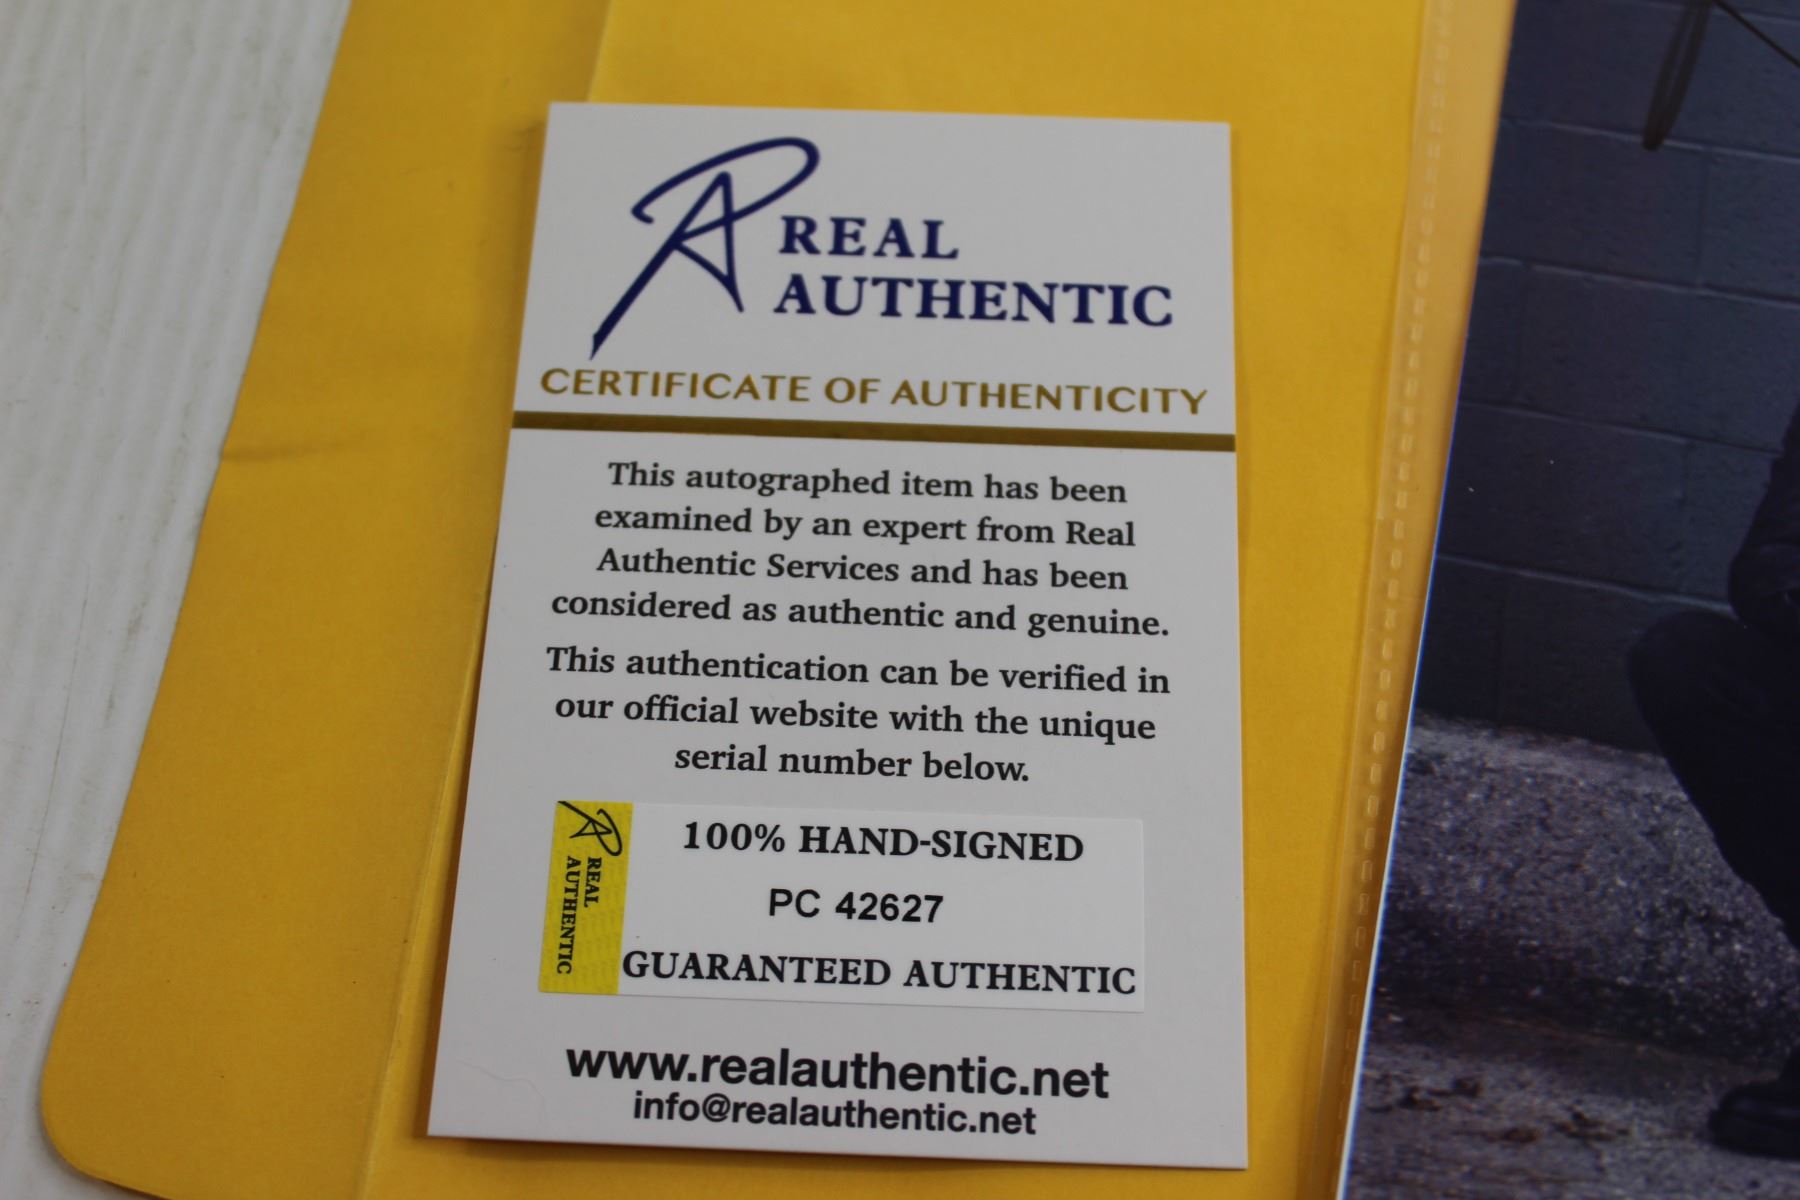 REAL
AUTHENTIC
CERTIFICATE OF AUTHENTICITY
This autographed item has been
examined by an expert from Real
Authentic Services and has been
considered as authentic and genuine.
This authentication can be verified in
our official website with the unique
serial number below.
REAL
AUTHENTIC
100% HAND-SIGNED
PC 42627
GUARANTEED AUTHENTIC
www.realauthentic.net
info@realauthentic.net